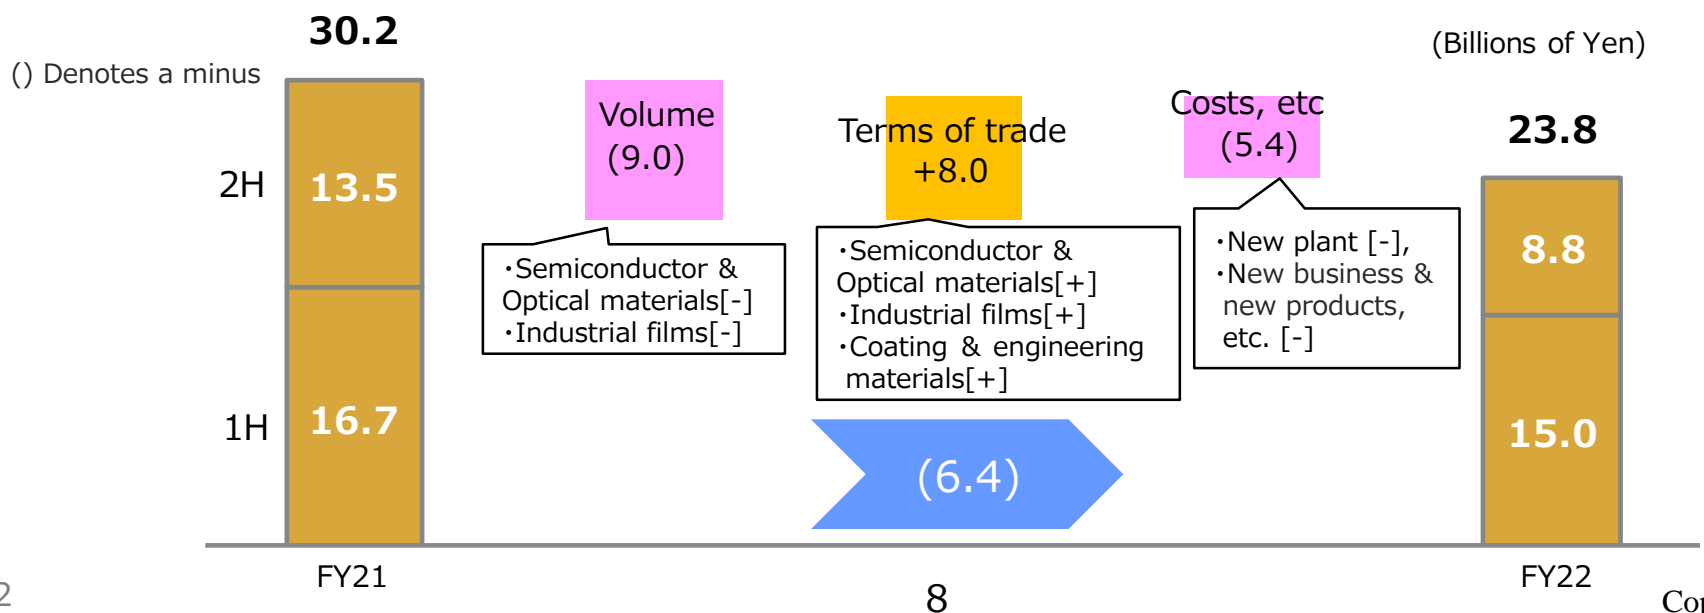 30.2
(Billions of Yen)
() Denotes a minus
Volume
(9.0)
Terms of trade
+8.0
Costs, etc
(5.4)
23.8
2H
13.5
8.8
・Semiconductor &
Optical materials[-]
・Industrial films[-]
・Semiconductor &
Optical materials[+]
・Industrial films[+]
・Coating & engineering
materials[+]
・New plant [-],
・New business &
new products,
etc. [-]
1H
16.7
15.0
(6.4)
FY21
FY22
2
8